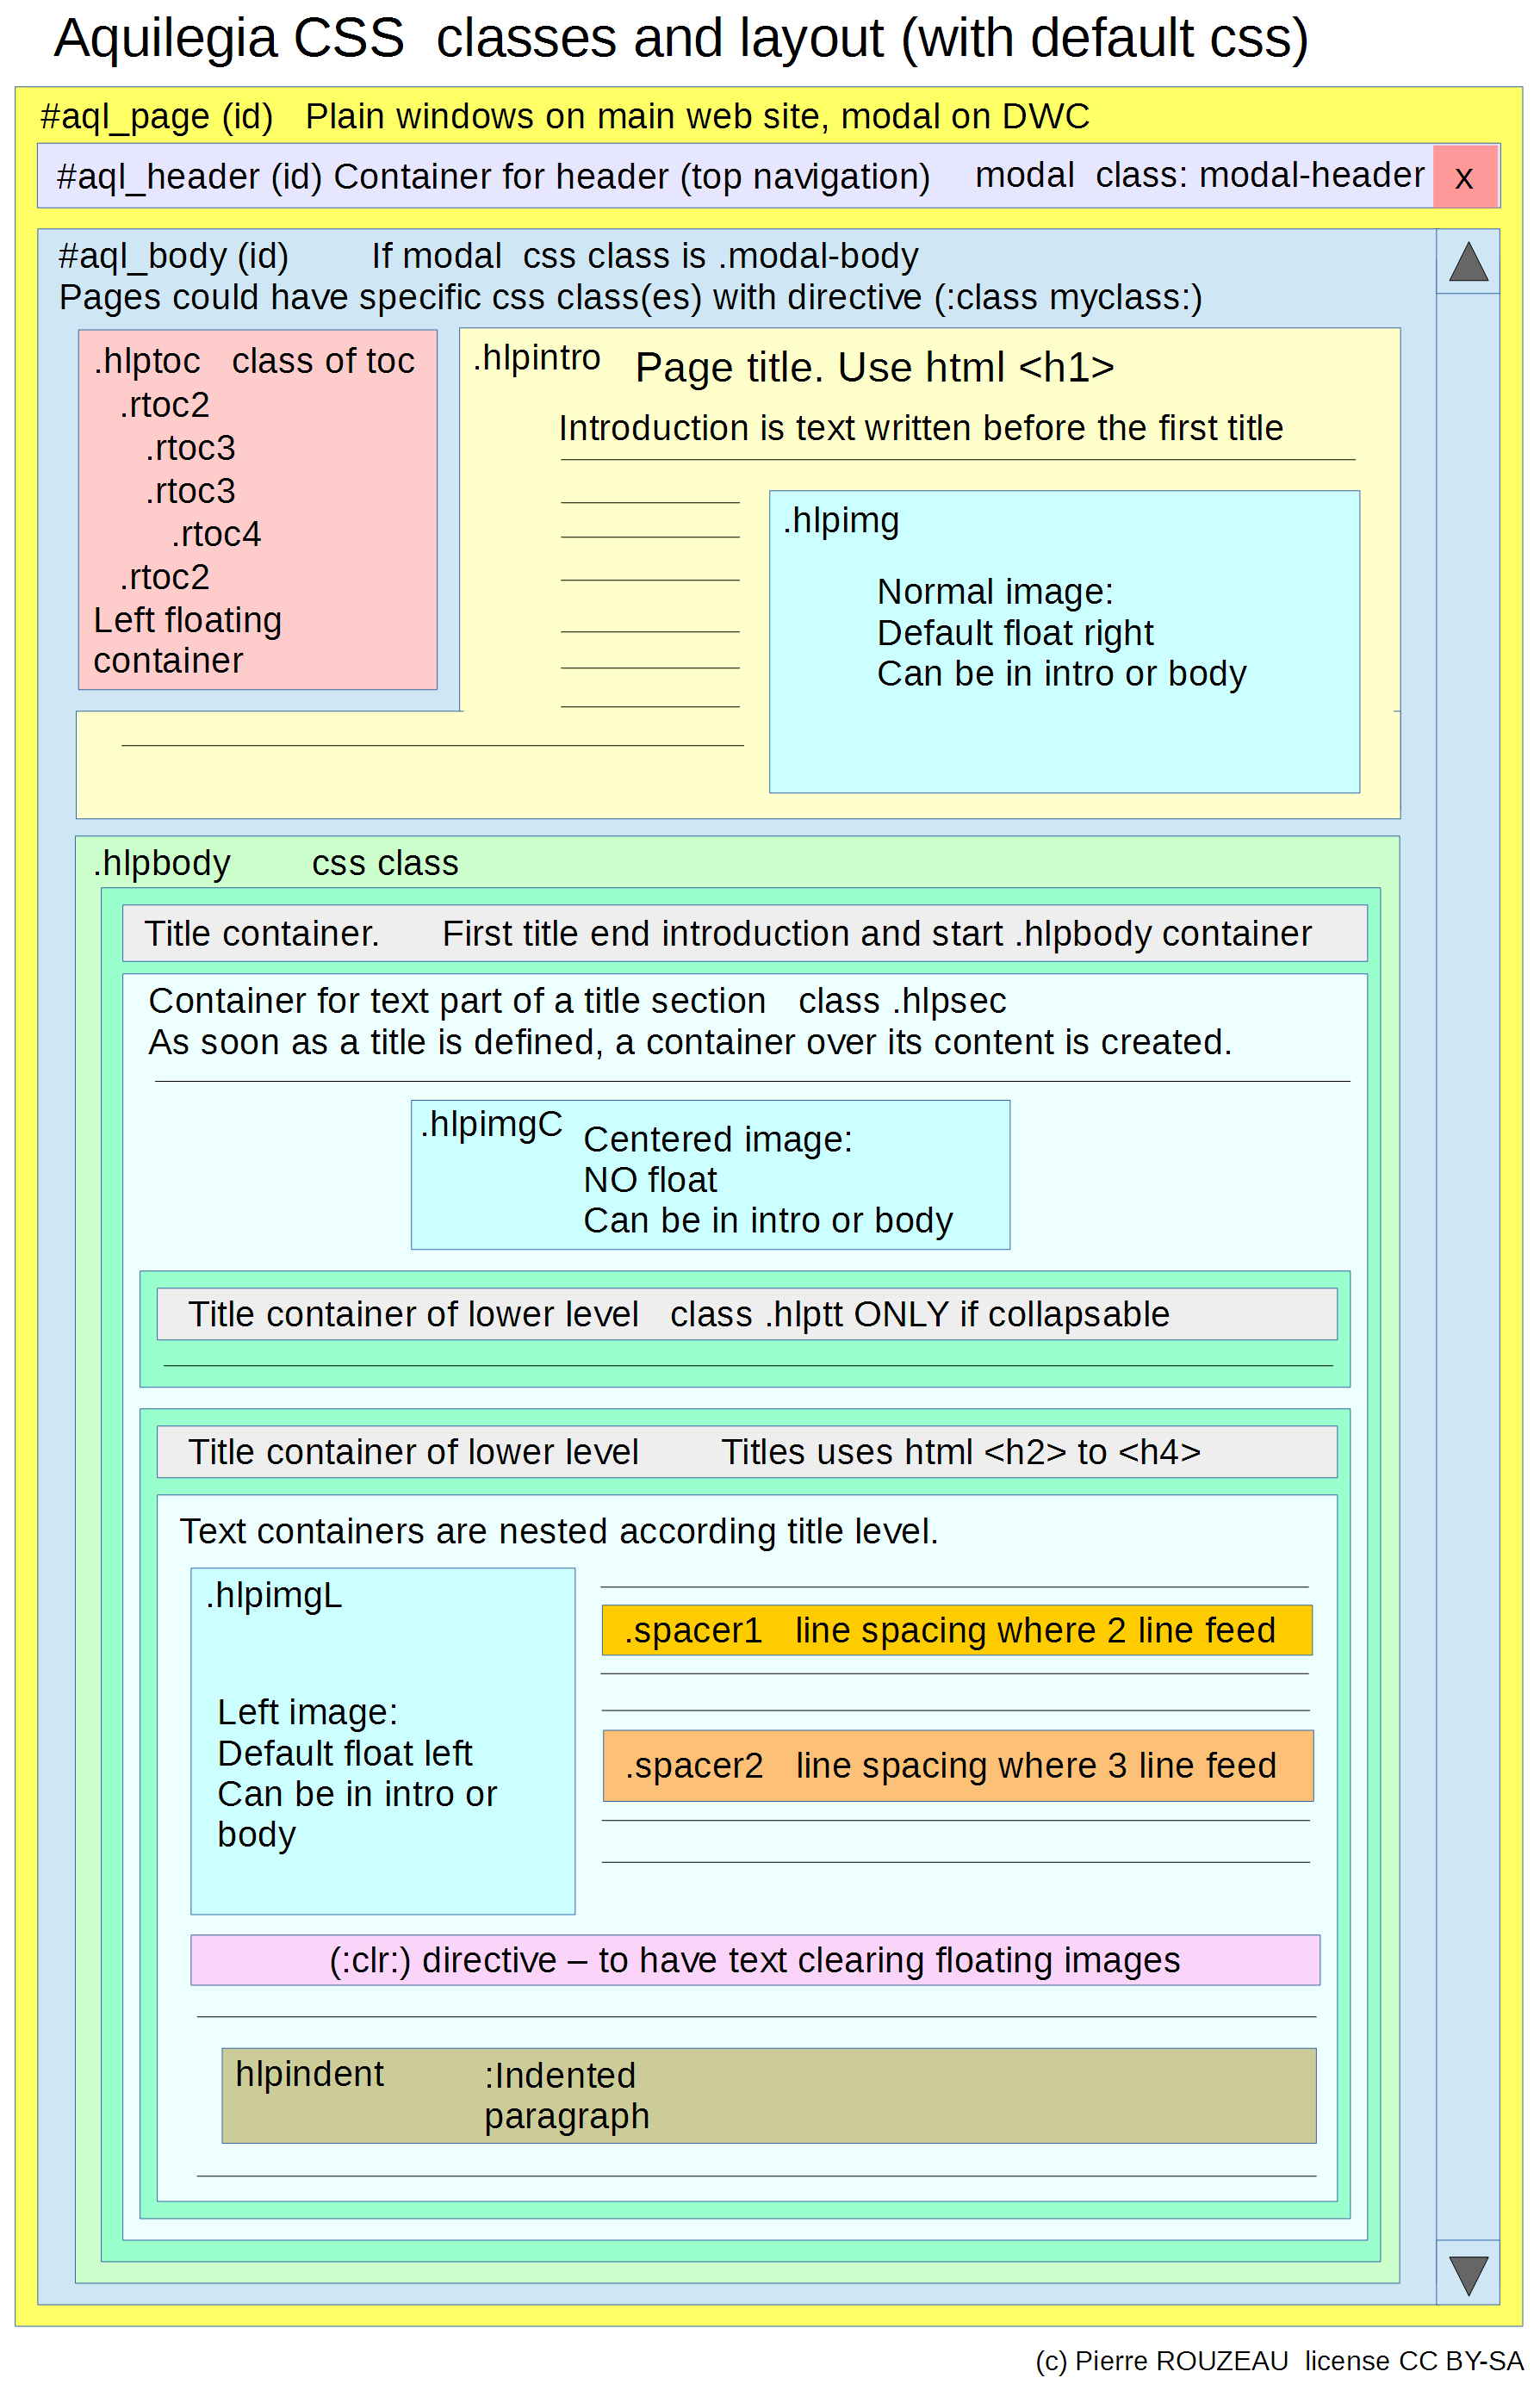 Aquilegia CSS  classes and layout (with default css)
#aql_page (id)   Plain windows on main web site, modal on DWC
#aql_header (id) Container for header (top navigation)    modal  class: modal-header   x
#aql_body (id)        If modal  css class is .modal-body
Pages could have specific css class(es) with directive (:class myclass:)
.hlptoc   class of toc
.rtoc2
.rtoc3
.rtoc3
.rtoc4
.rtoc2
Left floating
container
.hlpintro   Page title. Use html <h1>
Introduction is text written before the first title
.hlpimg
Normal image:
Default float right
Can be in intro or body
.hlpbody        css class
Title container.      First title end introduction and start .hlpbody container
Container for text part of a title section   class .hlpsec
As soon as a title is defined, a container over its content is created.
.hlpimgC
Centered image:
NO float
Can be in intro or body
Title container of lower level   class .hlptt ONLY if collapsable
Title container of lower level        Titles uses html <h2> to <h4>
Text containers are nested according title level.
.hlpimgL
Left image:
Default float left
Can be in intro or
body
.spacer1   line spacing where 2 line feed
.spacer2   line spacing where 3 line feed
(:clr:) directive – to have text clearing floating images
hlpindent
:Indented
paragraph
(c) Pierre ROUZEAU  license CC BY-SA